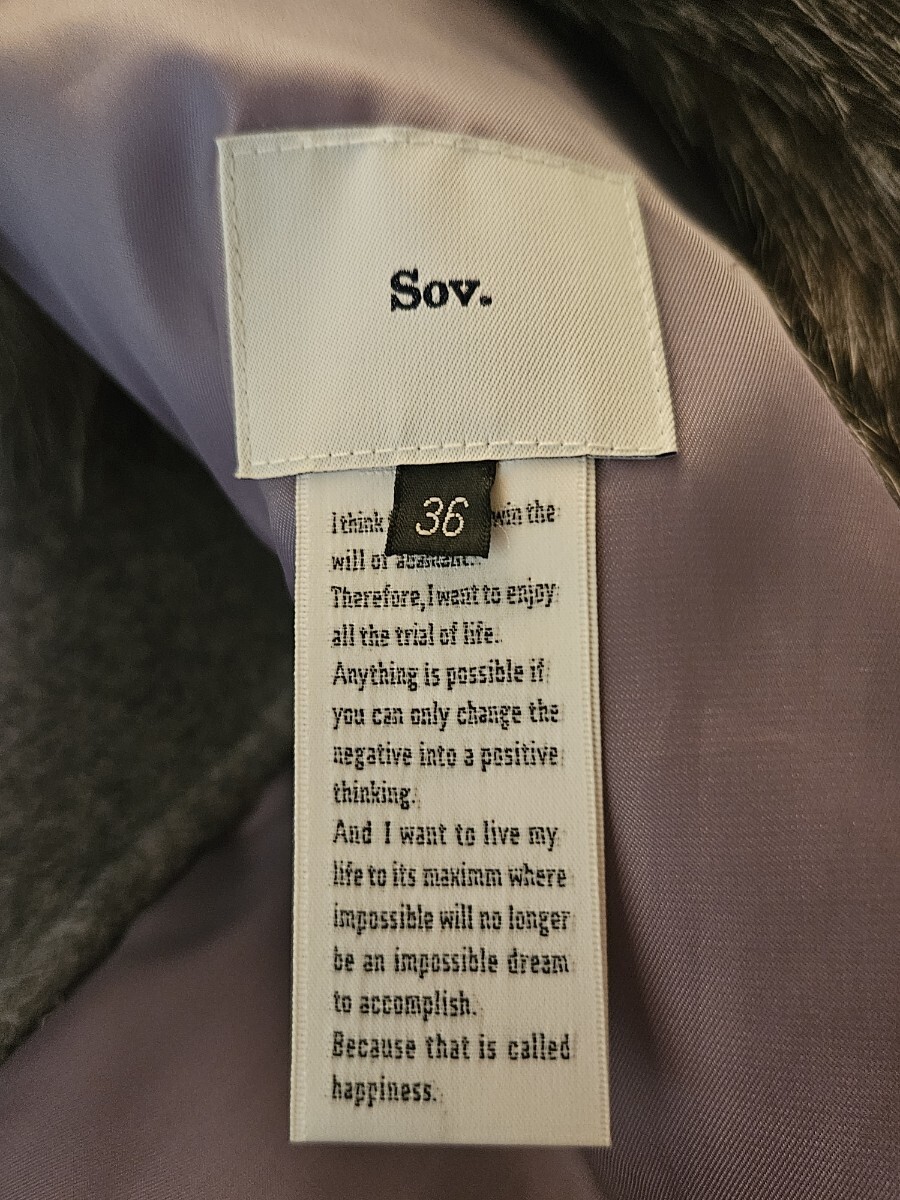 Sov.
36
I think win the
will of
Therefore,I want to enjoy
all the trial of life.
Anything is possible if
you can only change the
negative into a positive
thinking.
And I want to live my
life to its maximm where
impossible will no longer
be an impossible dream
to accomplish.
Because that is called
happiness.